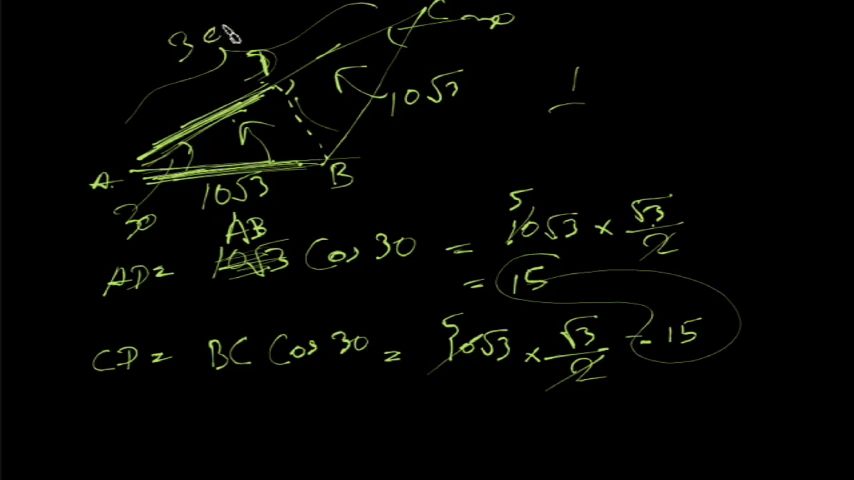 30
C
D
10√3
1
A
B
10√3
30
AB
AD = 10√3 Cos 30 = 10√3 × √3/2
5
= 15
CD = BC Cos 30 = 10√3 × √3/2 = 15
5